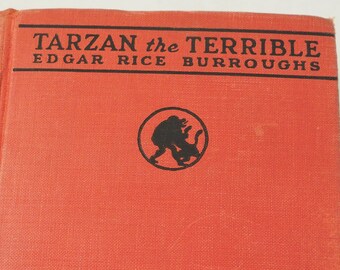 TARZAN the TERRIBLE
EDGAR RICE BURROUGHS